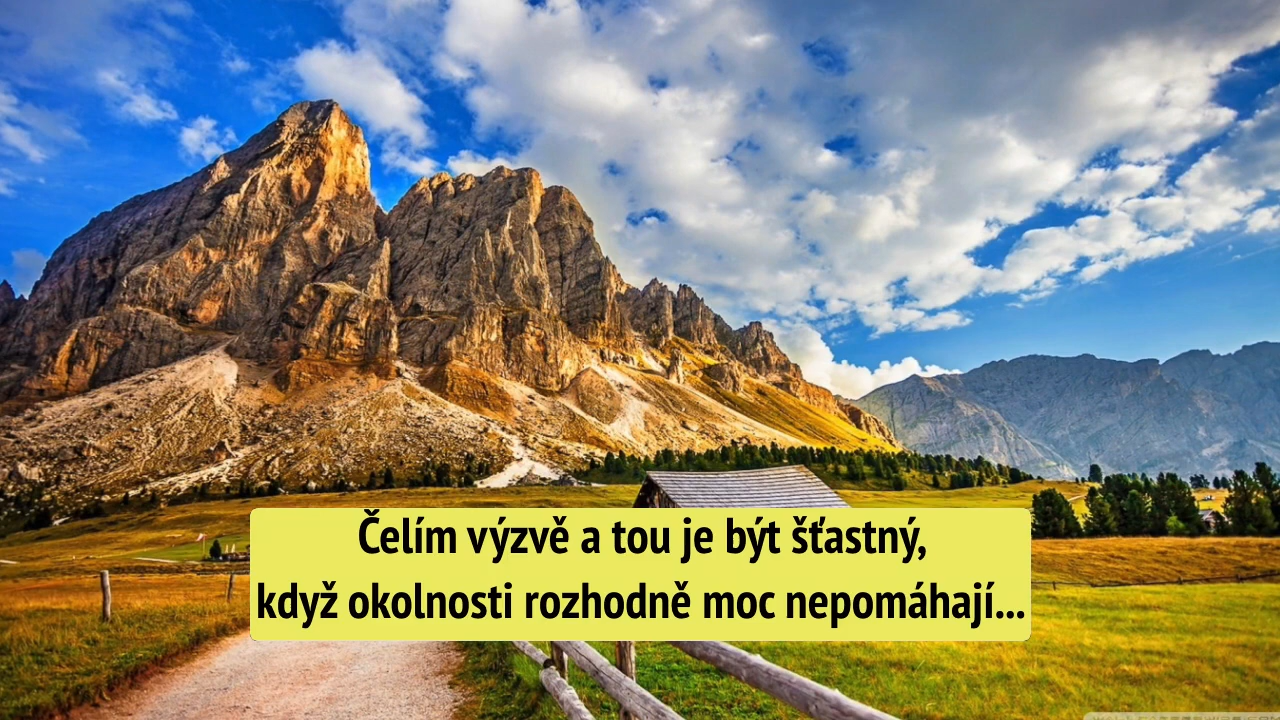 Čelím výzvě a tou je být šťastný,
když okolnosti rozhodně moc nepomáhají...